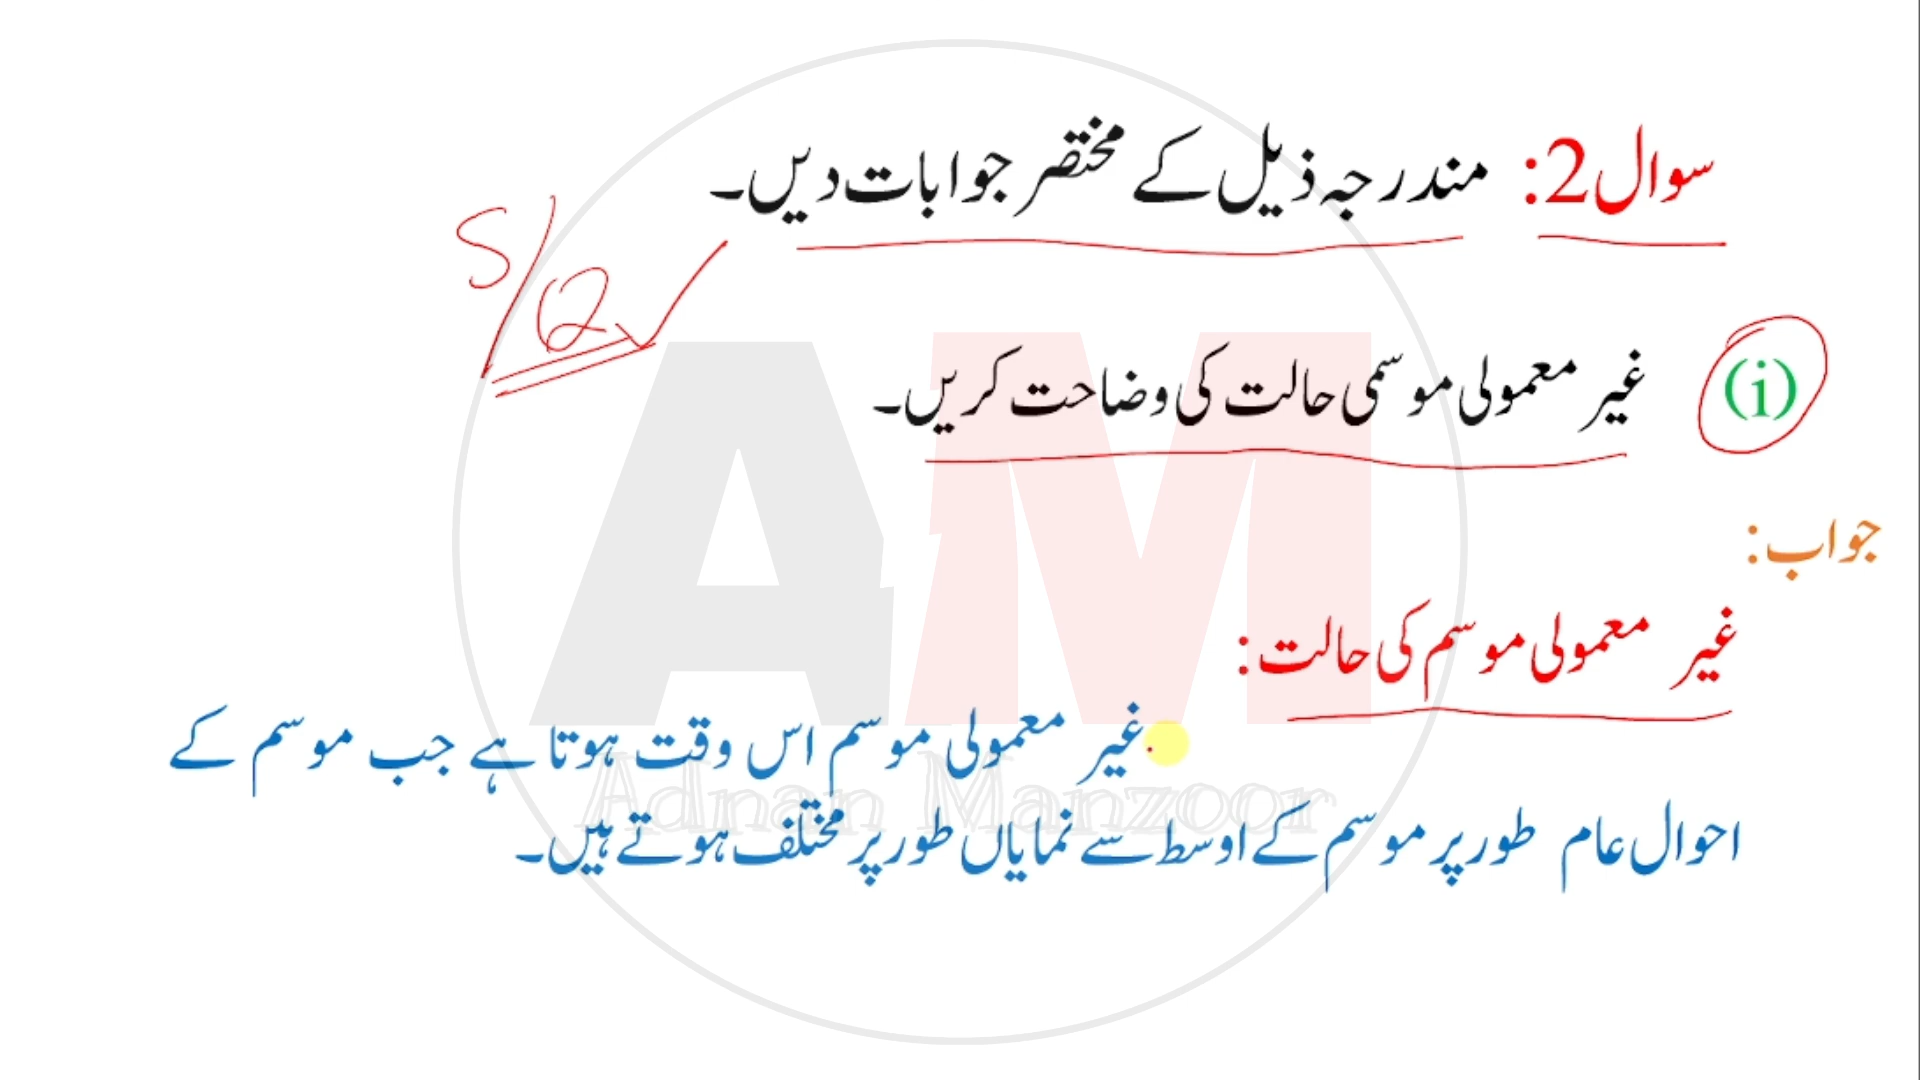 سوال 2: مندرجہ ذیل کے مختصر جوابات دیں۔
S/Q
(i) غیر معمولی موسمی حالت کی وضاحت کریں۔
جواب:
غیر معمولی موسم کی حالت:
غیر معمولی موسم اس وقت ہوتا ہے جب موسم کے
احوال عام طور پر موسم کے اوسط سے نمایاں طور پر مختلف ہوتے ہیں۔
AM
Adnan Manzoor